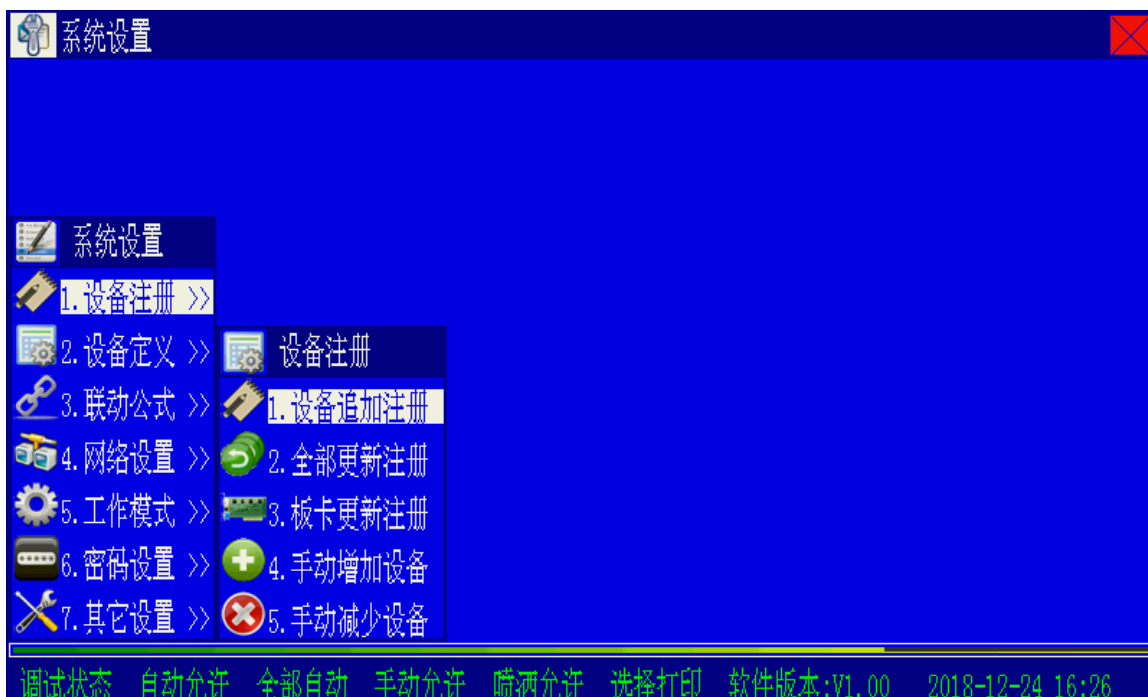 系统设置
系统设置
1.设备注册 >>
2.设备定义 >>
3.联动公式 >>
4.网络设置 >>
5.工作模式 >>
6.密码设置 >>
7.其它设置 >>
设备注册
1.设备追加注册
2.全部更新注册
3.板卡更新注册
4.手动增加设备
5.手动减少设备
调试状态 自动允许 全部自动 手动允许 喷洒允许 选择打印 软件版本:V1.00 2018-12-24 16:26